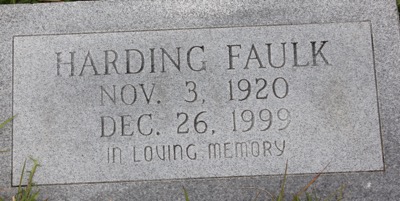 HARDING FAULK
NOV. 3, 1920
DEC. 26, 1999
IN LOVING MEMORY